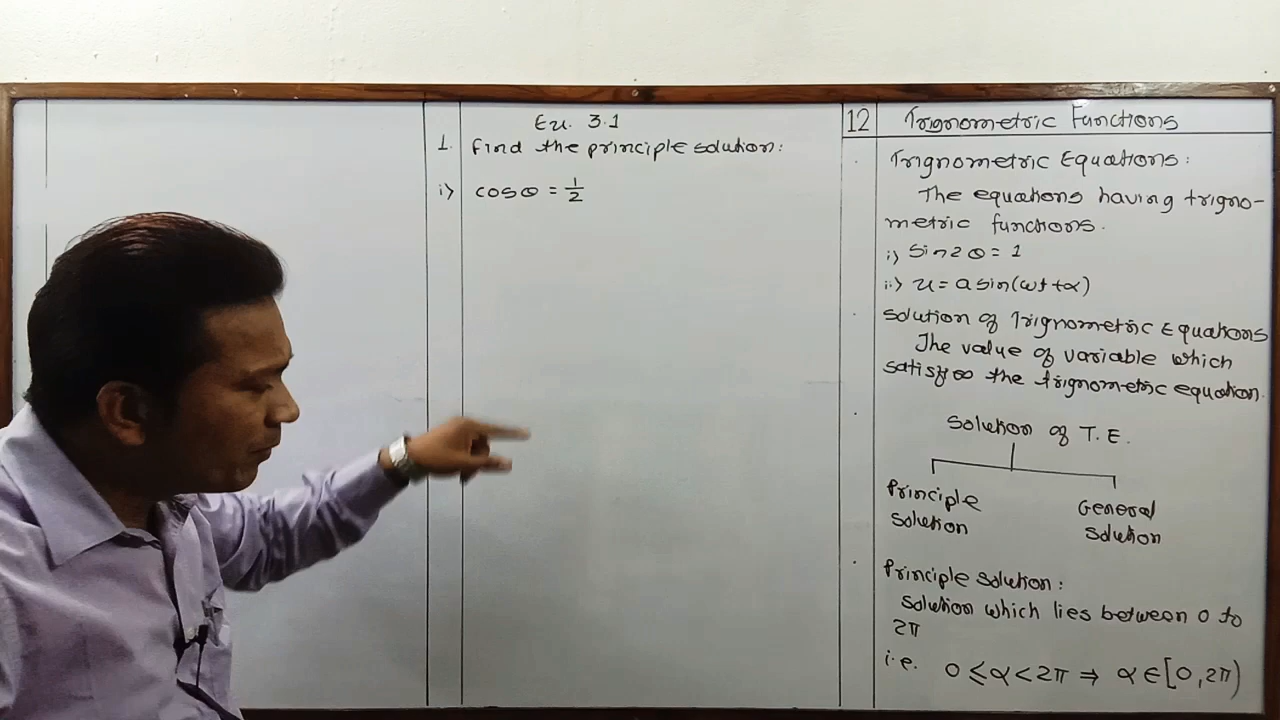 Ex. 3.1
1. Find the principle solution:
i> cosθ = 1/2
12 Trignometric Functions
Trignometric Equations:
The equations having trigno-
metric functions.
i> sin2θ = 1
ii> x = a sin(ωt + α)
Solution of Trignometric Equations
The value of variable which
satisfies the trignometric equation.
Solution of T.E.
Principle
Solution
General
Solution
Principle Solution:
Solution which lies between 0 to
2π
i.e. 0 ≤ α < 2π ⇒ α ∈ [0, 2π)